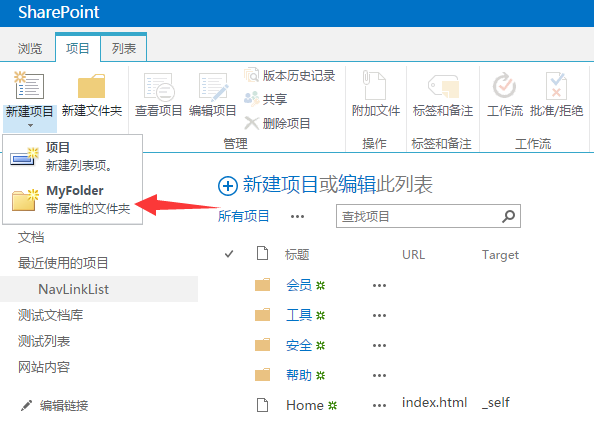 SharePoint
浏览 项目 列表
新建项目 新建文件夹 查看项目 编辑项目 版本历史记录 共享 删除项目 附加文件 标签和备注 工作流 批准/拒绝
管理 操作 标签和备注 工作流
项目
新建列表项。
MyFolder
带属性的文件夹
新建项目或编辑此列表
所有项目 ••• 查找项目
文档
最近使用的项目
NavLinkList
测试文档库
测试列表
网站内容
编辑链接
标题 URL Target
会员 •••
工具 •••
安全 •••
帮助 •••
Home ••• index.html _self